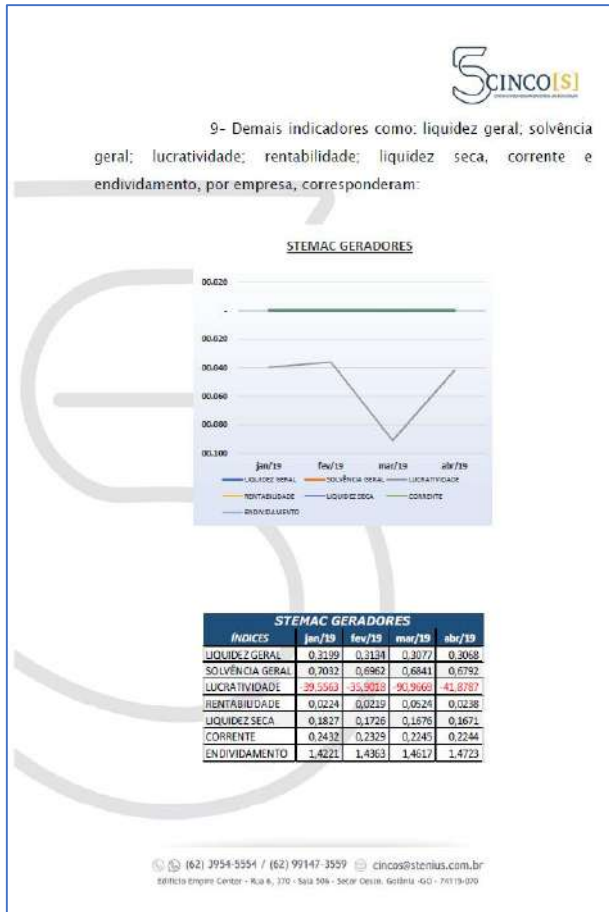 5 CINCO[S]
9- Demais indicadores como: liquidez geral; solvência
geral; lucratividade; rentabilidade; liquidez seca, corrente e
endividamento, por empresa, corresponderam:
STEMAC GERADORES
00.020
-
00.020
00.040
00.060
00.080
00.100
jan/19 fev/19 mar/19 abr/19
LIQUIDEZ GERAL SOLVÊNCIA GERAL LUCRATIVIDADE
RENTABILIDADE LIQUIDEZ SECA CORRENTE
ENDIVIDAMENTO
STEMAC GERADORES
ÍNDICES jan/19 fev/19 mar/19 abr/19
LIQUIDEZ GERAL 0,3199 0,3134 0,3077 0,3068
SOLVÊNCIA GERAL 0,7032 0,6962 0,6841 0,6792
LUCRATIVIDADE -39,5563 -35,9018 -90,9669 -41,8787
RENTABILIDADE 0,0224 0,0219 0,0524 0,0238
LIQUIDEZ SECA 0,1827 0,1726 0,1676 0,1671
CORRENTE 0,2432 0,2329 0,2245 0,2244
ENDIVIDAMENTO 1,4221 1,4363 1,4617 1,4723
(62) 3954-5554 / (62) 99147-3559 cincos@stenius.com.br
Edifício Empire Center - Rua 6, 370 - Sala 506 - Setor Oeste, Goiânia -GO - 74115-070